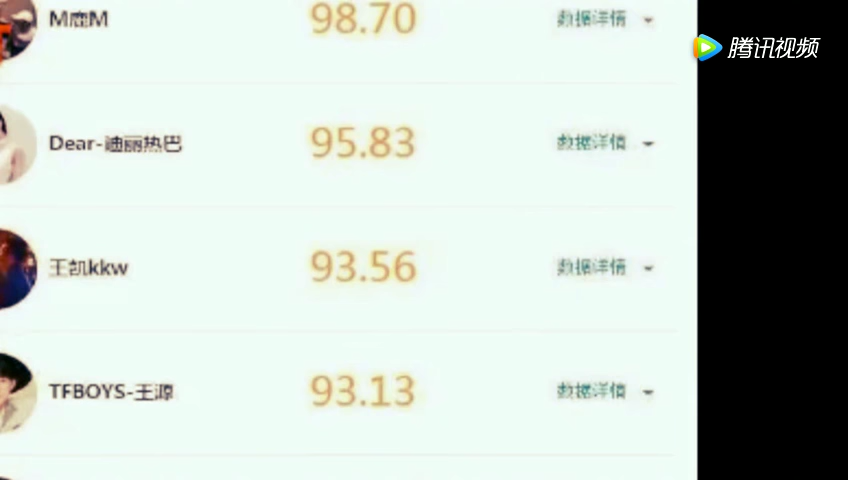 M鹿M 98.70 数据详情
腾讯视频
Dear-迪丽热巴 95.83 数据详情
王凯kkw 93.56 数据详情
TFBOYS-王源 93.13 数据详情